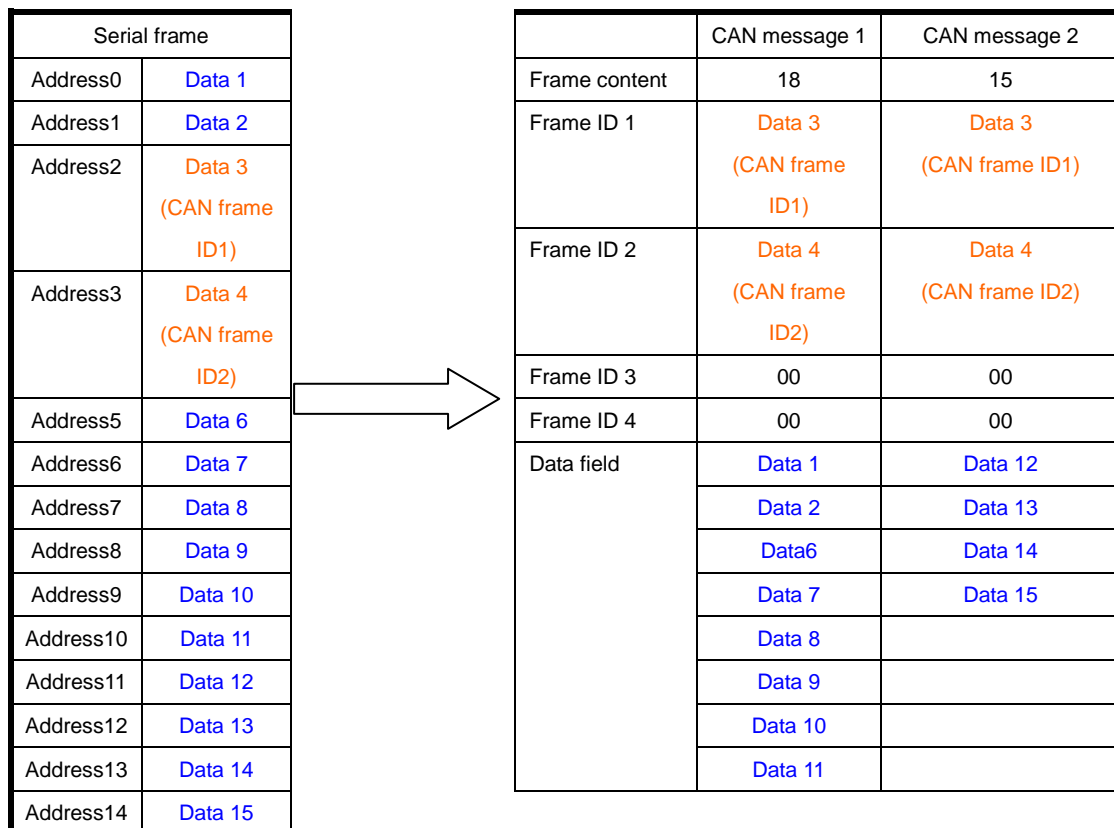 Serial frame
Address0 Data 1
Address1 Data 2
Address2 Data 3
(CAN frame
ID1)
Address3 Data 4
(CAN frame
ID2)
Address5 Data 6
Address6 Data 7
Address7 Data 8
Address8 Data 9
Address9 Data 10
Address10 Data 11
Address11 Data 12
Address12 Data 13
Address13 Data 14
Address14 Data 15
CAN message 1 CAN message 2
Frame content 18 15
Frame ID 1 Data 3 Data 3
(CAN frame (CAN frame ID1)
ID1)
Frame ID 2 Data 4 Data 4
(CAN frame (CAN frame ID2)
ID2)
Frame ID 3 00 00
Frame ID 4 00 00
Data field Data 1 Data 12
Data 2 Data 13
Data6 Data 14
Data 7 Data 15
Data 8
Data 9
Data 10
Data 11